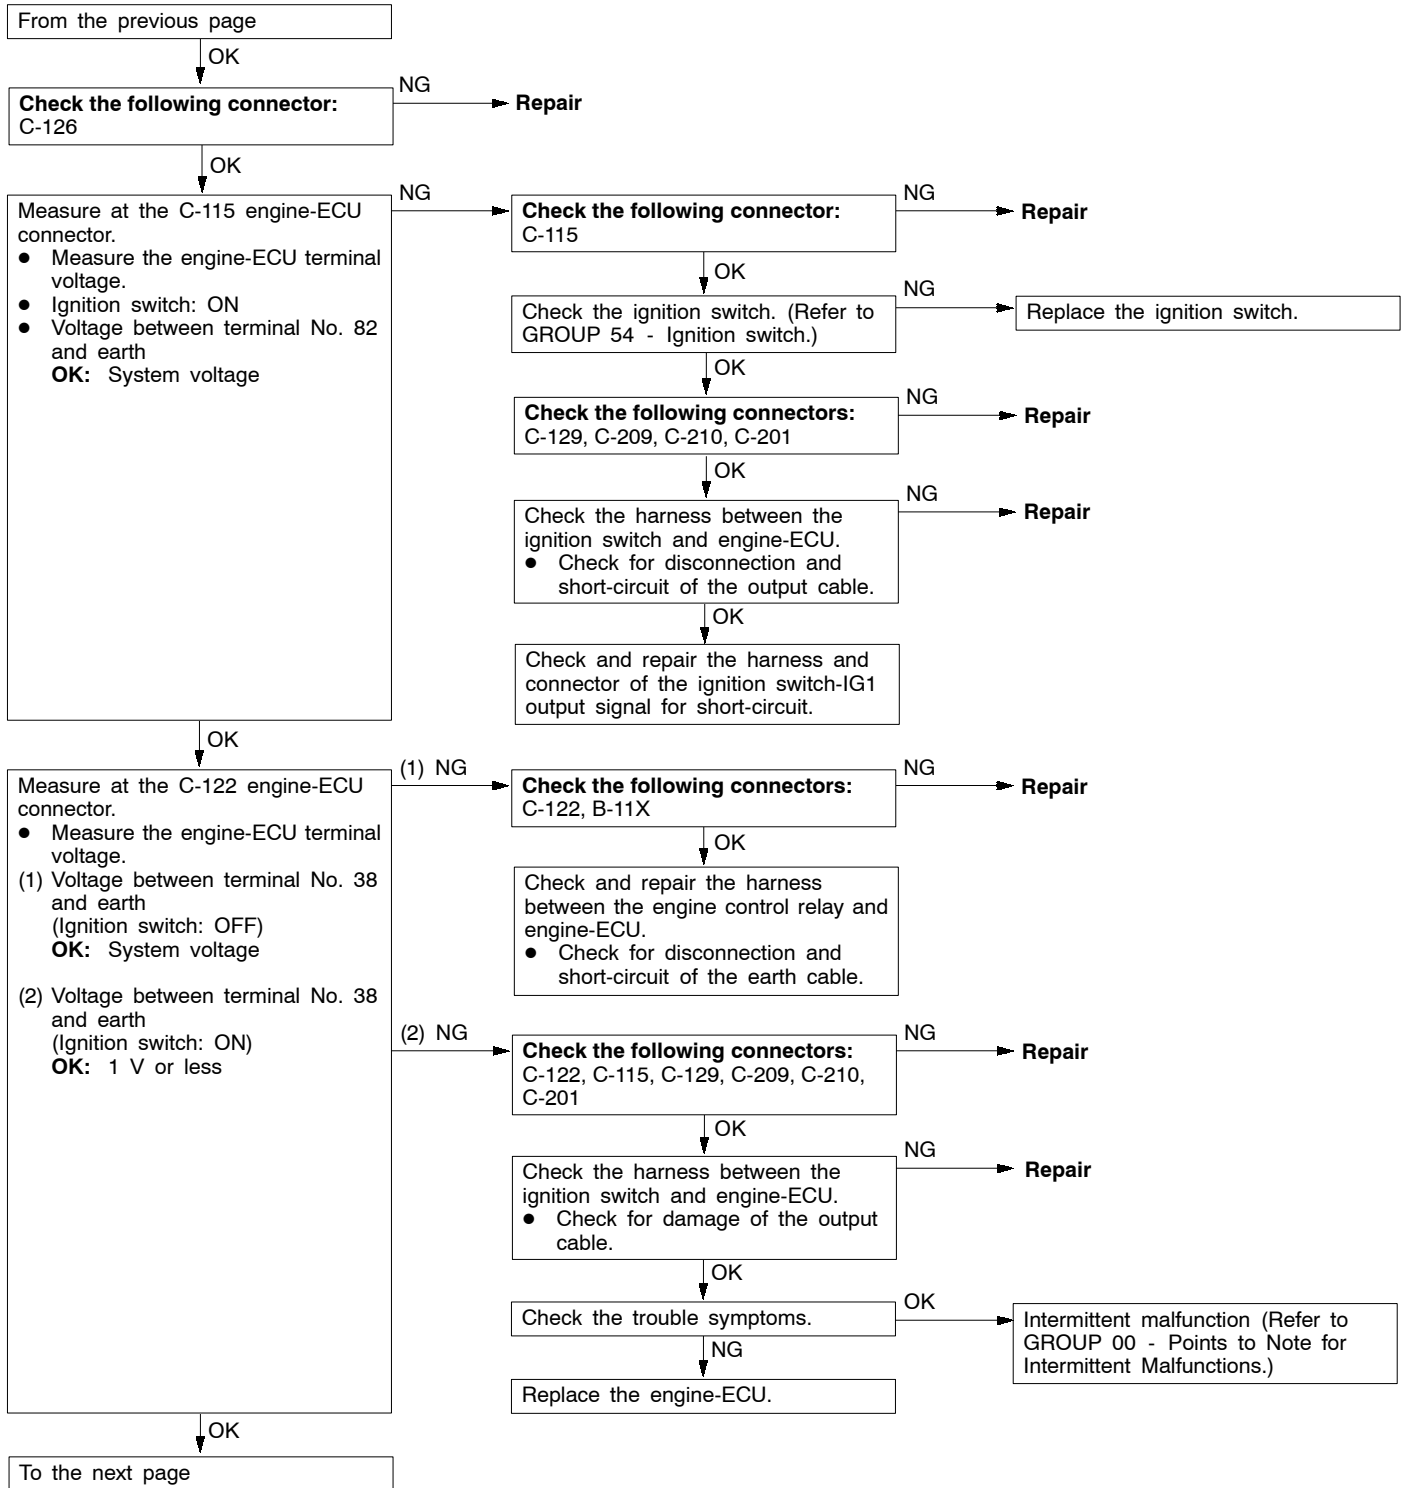 From the previous page
OK
Check the following connector:
C-126
NG
Repair
OK
Measure at the C-115 engine-ECU
connector.
● Measure the engine-ECU terminal
voltage.
● Ignition switch: ON
● Voltage between terminal No. 82
and earth
OK: System voltage
NG
Check the following connector:
C-115
NG
Repair
OK
Check the ignition switch. (Refer to
GROUP 54 - Ignition switch.)
NG
Replace the ignition switch.
OK
Check the following connectors:
C-129, C-209, C-210, C-201
NG
Repair
OK
Check the harness between the
ignition switch and engine-ECU.
● Check for disconnection and
short-circuit of the output cable.
NG
Repair
OK
Check and repair the harness and
connector of the ignition switch-IG1
output signal for short-circuit.
OK
Measure at the C-122 engine-ECU
connector.
● Measure the engine-ECU terminal
voltage.
(1) Voltage between terminal No. 38
and earth
(Ignition switch: OFF)
OK: System voltage
(2) Voltage between terminal No. 38
and earth
(Ignition switch: ON)
OK: 1 V or less
(1) NG
Check the following connectors:
C-122, B-11X
NG
Repair
OK
Check and repair the harness
between the engine control relay and
engine-ECU.
● Check for disconnection and
short-circuit of the earth cable.
(2) NG
Check the following connectors:
C-122, C-115, C-129, C-209, C-210,
C-201
NG
Repair
OK
Check the harness between the
ignition switch and engine-ECU.
● Check for damage of the output
cable.
NG
Repair
OK
Check the trouble symptoms.
OK
Intermittent malfunction (Refer to
GROUP 00 - Points to Note for
Intermittent Malfunctions.)
NG
Replace the engine-ECU.
OK
To the next page